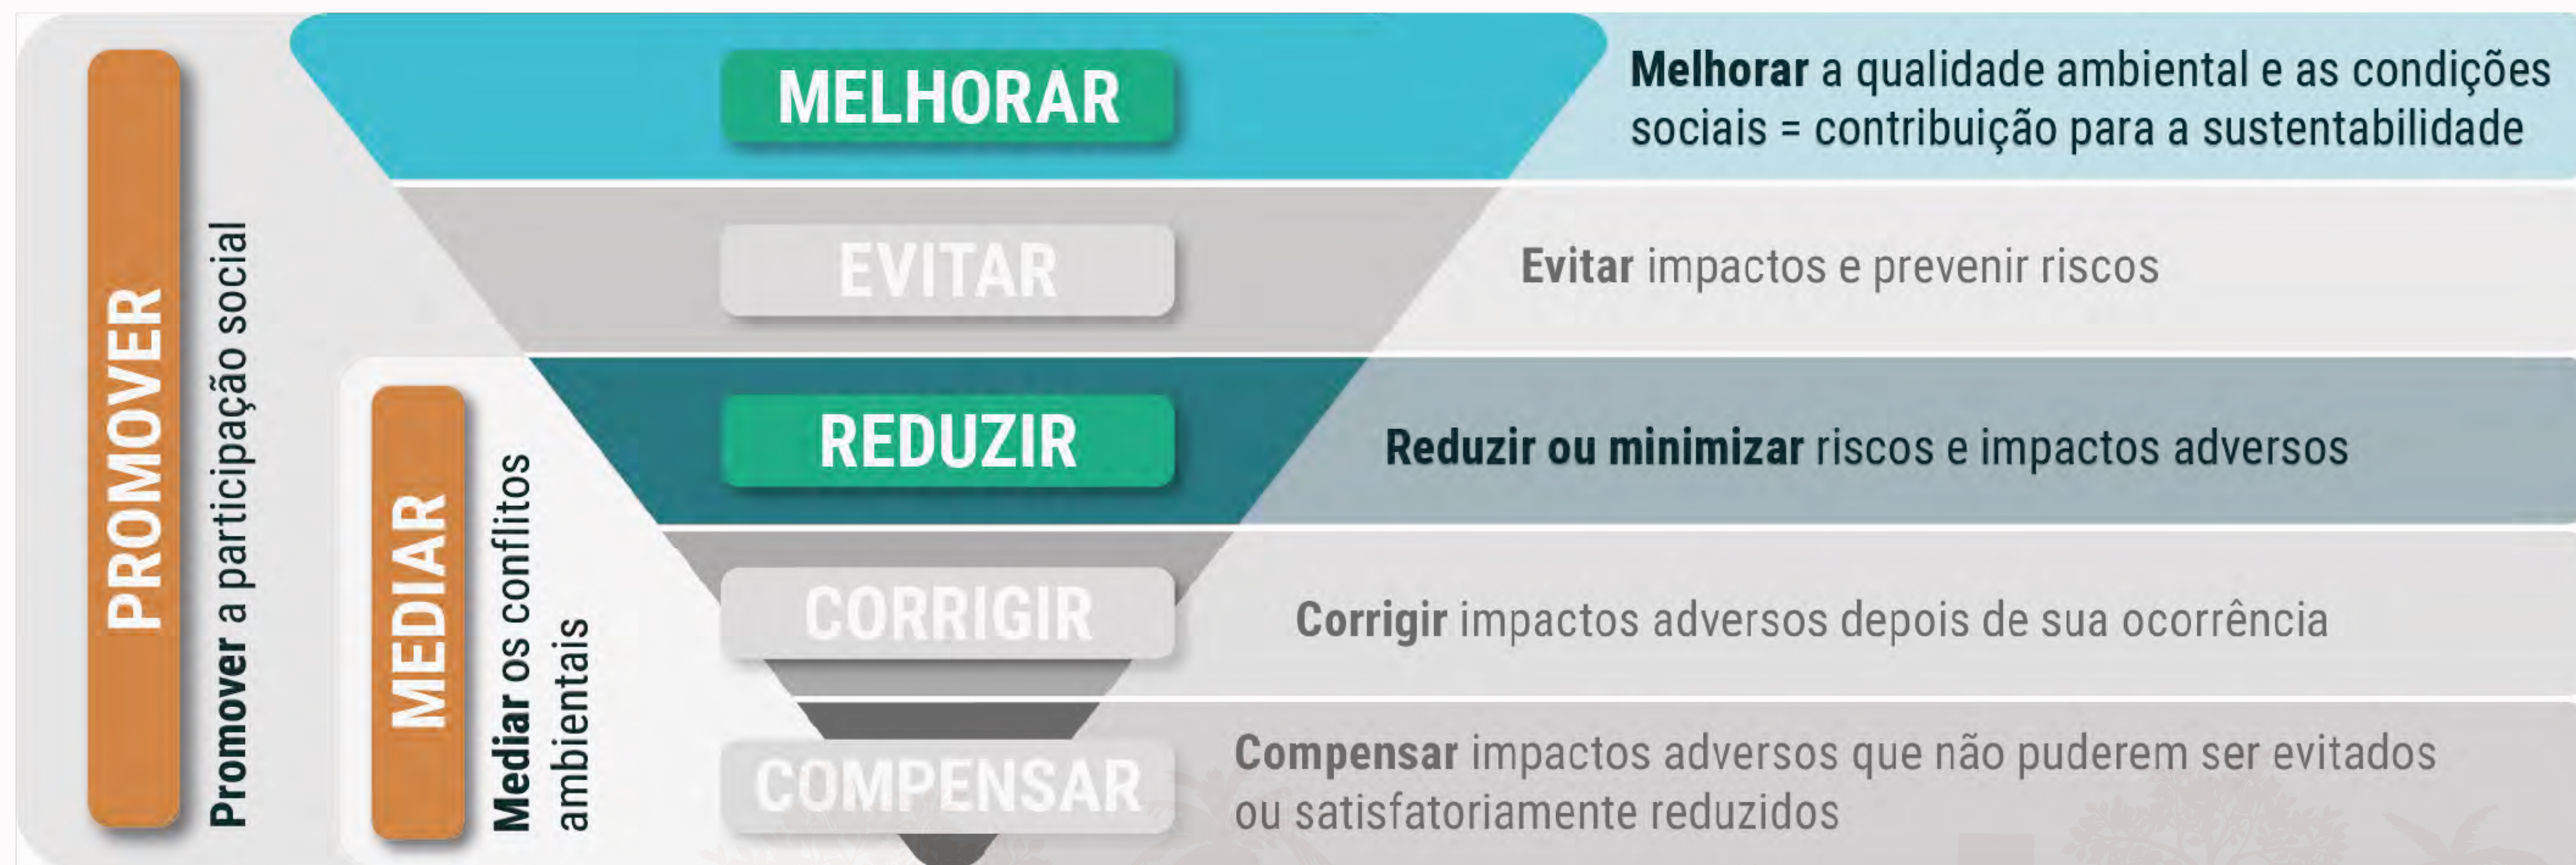 PROMOVER
Promover a participação social
MEDIAR
Mediar os conflitos
ambientais
MELHORAR
Melhorar a qualidade ambiental e as condições
sociais = contribuição para a sustentabilidade
EVITAR
Evitar impactos e prevenir riscos
REDUZIR
Reduzir ou minimizar riscos e impactos adversos
CORRIGIR
Corrigir impactos adversos depois de sua ocorrência
COMPENSAR
Compensar impactos adversos que não puderem ser evitados
ou satisfatoriamente reduzidos